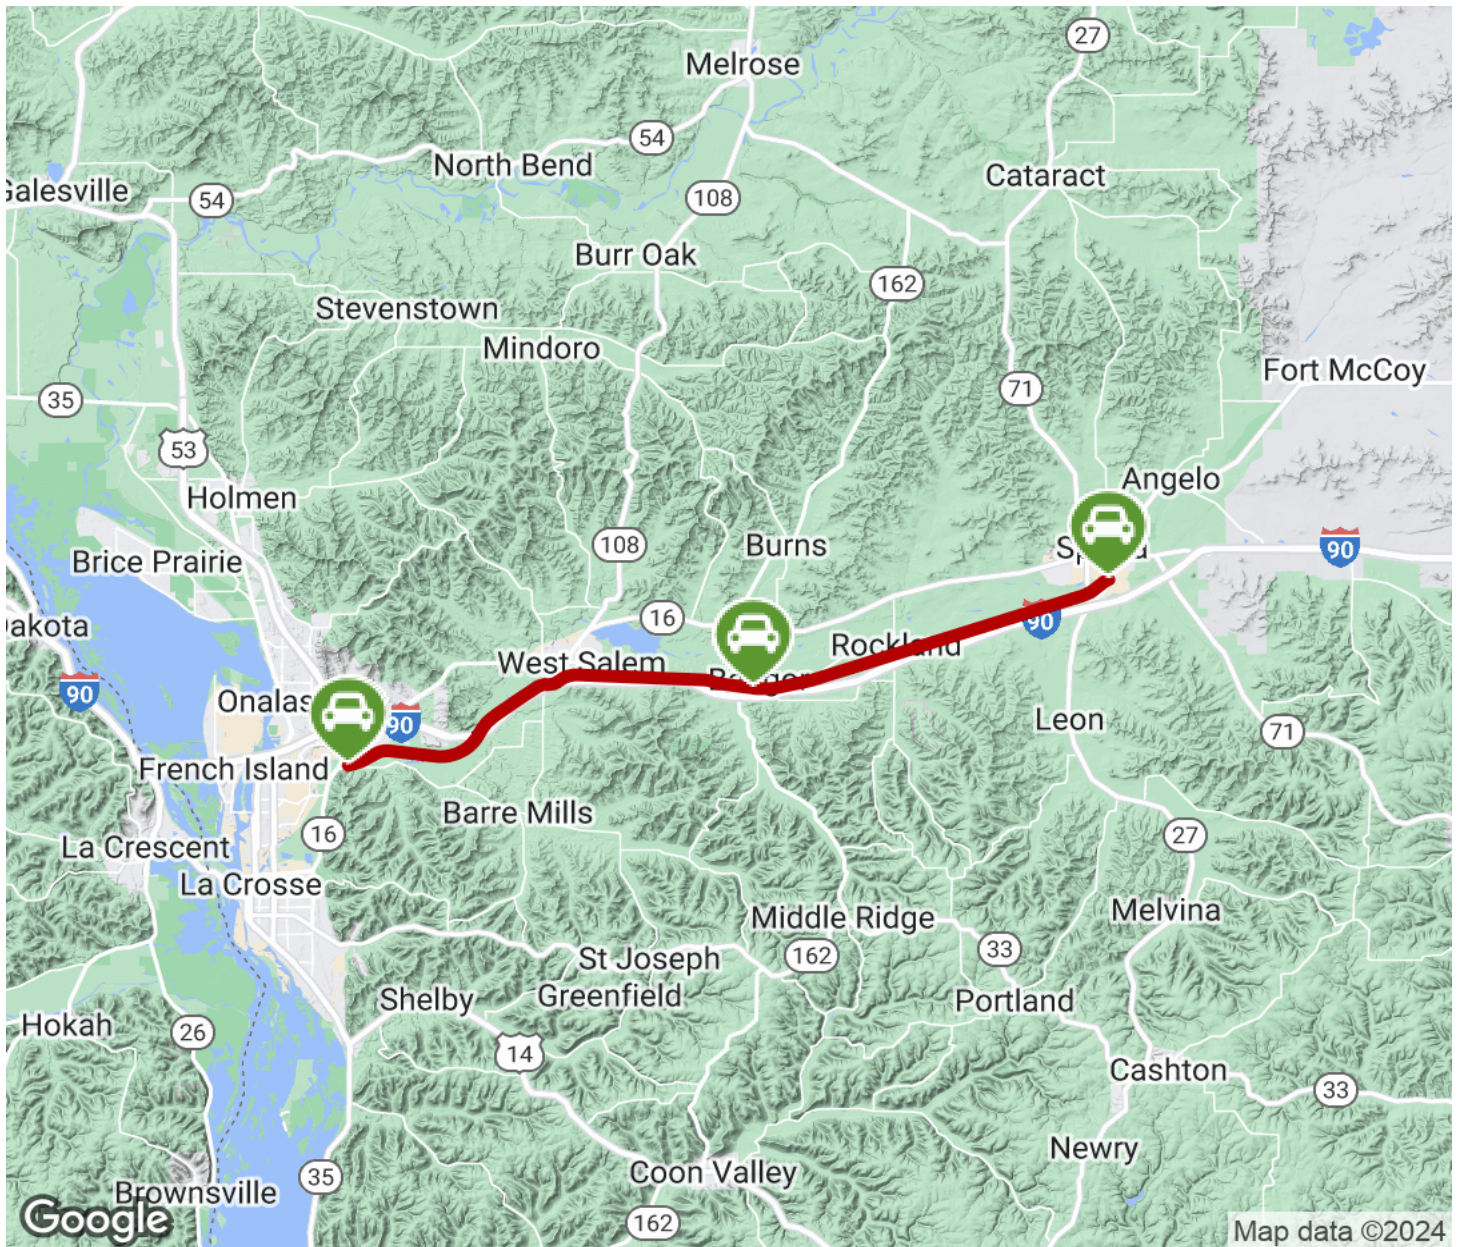 27
Melrose
54
North Bend
Cataract
Galesville
54
108
Burr Oak
162
Stevenstown
Mindoro
Fort McCoy
71
35
53
Angelo
Holmen
108
Burns
90
Brice Prairie
16
90
Rockland
West Salem
90
Onalas
90
Leon
71
French Island
Barre Mills
16
27
La Crescent
La Crosse
Melvina
Middle Ridge
33
162
St Joseph
Greenfield
Shelby
Portland
Hokah
26
14
Cashton
33
Newry
Coon Valley
35
Brownsville
Google
162
Map data ©2024